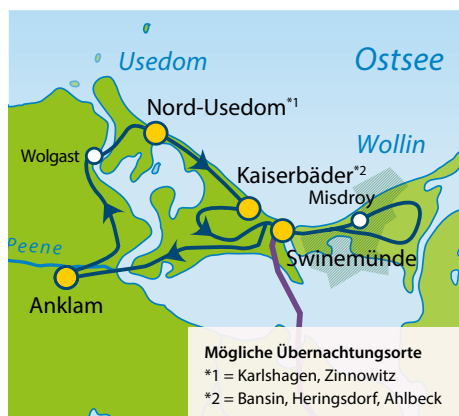 Usedom
Ostsee
Nord-Usedom*1
Wollin
Wolgast
Kaiserbäder*2
Misdroy
Peene
Swinemünde
Anklam
Mögliche Übernachtungsorte
*1 = Karlshagen, Zinnowitz
*2 = Bansin, Heringsdorf, Ahlbeck